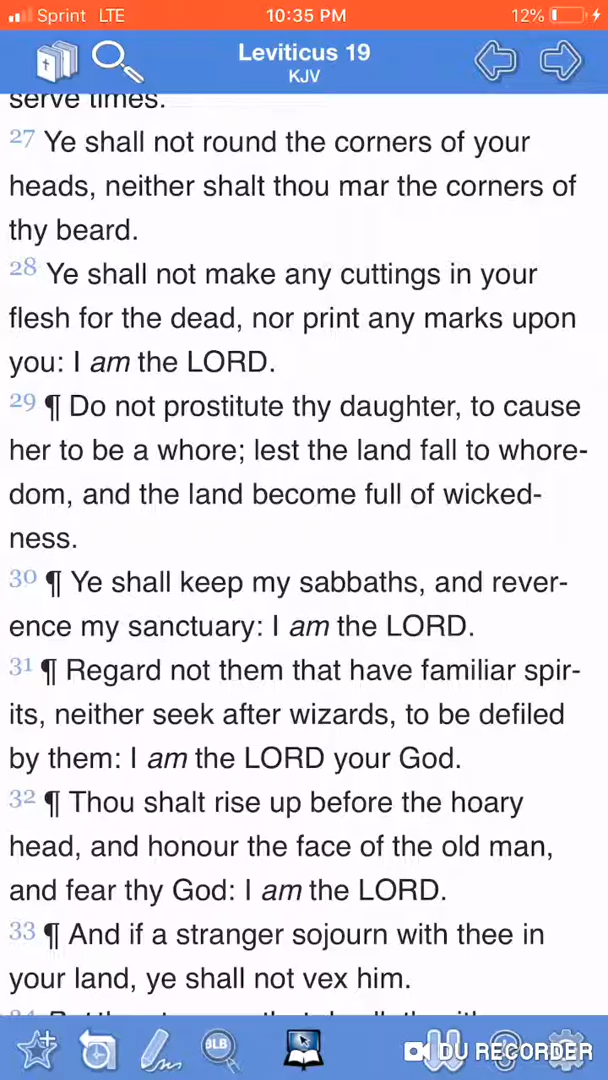 Sprint LTE 10:35 PM 12%
Leviticus 19
KJV
serve times.
27 Ye shall not round the corners of your
heads, neither shalt thou mar the corners of
thy beard.
28 Ye shall not make any cuttings in your
flesh for the dead, nor print any marks upon
you: I am the LORD.
29 ¶ Do not prostitute thy daughter, to cause
her to be a whore; lest the land fall to whore-
dom, and the land become full of wicked-
ness.
30 ¶ Ye shall keep my sabbaths, and rever-
ence my sanctuary: I am the LORD.
31 ¶ Regard not them that have familiar spir-
its, neither seek after wizards, to be defiled
by them: I am the LORD your God.
32 ¶ Thou shalt rise up before the hoary
head, and honour the face of the old man,
and fear thy God: I am the LORD.
33 ¶ And if a stranger sojourn with thee in
your land, ye shall not vex him.
BLB
DU RECORDER